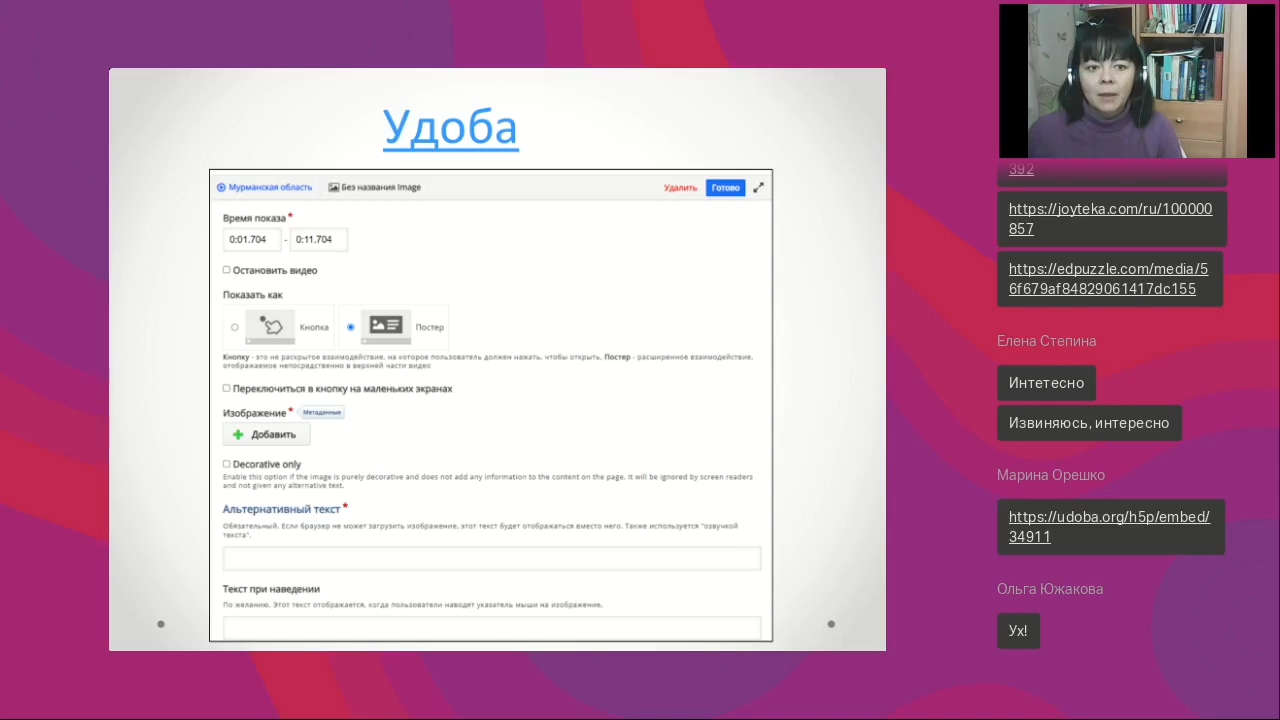 Удоба
Мурманская область
Без названия Image
Удалить
Готово
Время показа *
0:01.704 - 0:11.704
Остановить видео
Показать как
Кнопка
Постер
Кнопку - это не раскрытое взаимодействие, на которое пользователь должен нажать, чтобы открыть. Постер - расширенное взаимодействие,
отображаемое непосредственно в верхней части видео
Переключиться в кнопку на маленьких экранах
Изображение * Метаданные
Добавить
Decorative only
Enable this option if the image is purely decorative and does not add any information to the content on the page. It will be ignored by screen readers
and not given any alternative text.
Альтернативный текст *
Обязательный. Если браузер не может загрузить изображение, этот текст будет отображаться вместо него. Также используется "озвучкой
текста".
Текст при наведении
По желанию. Этот текст отображается, когда пользователи наводят указатель мыши на изображение.
392
https://joyteka.com/ru/100000
857
https://edpuzzle.com/media/5
6f679af84829061417dc155
Елена Степина
Интетесно
Извиняюсь, интересно
Марина Орешко
https://udoba.org/h5p/embed/
34911
Ольга Южакова
Ух!